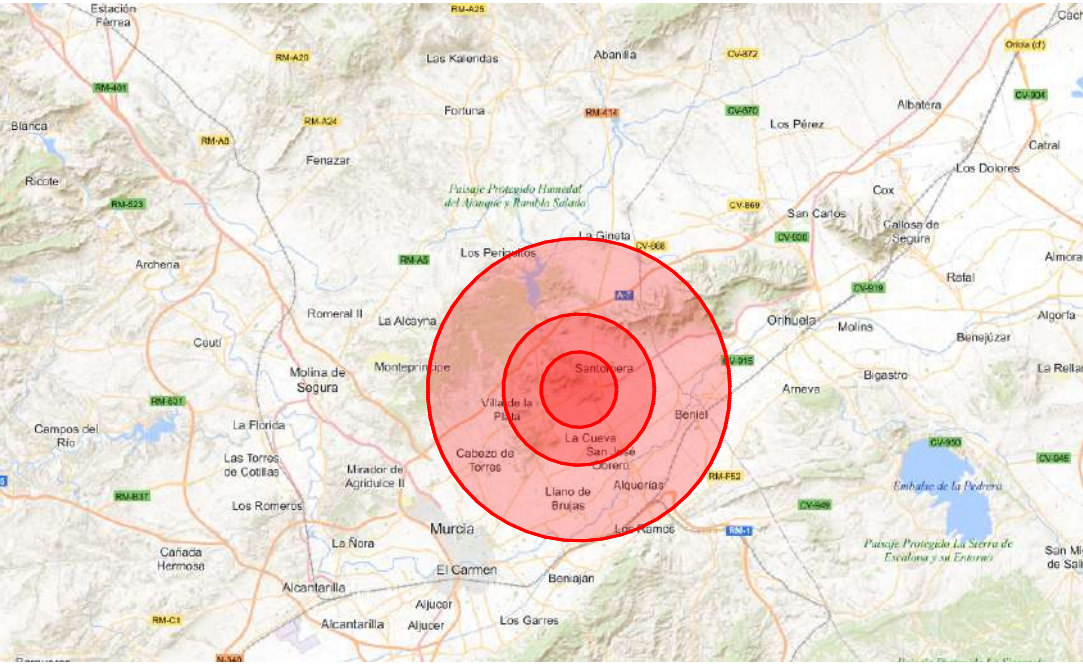 Estación
Férrea
RM-A25
Cach
Oriola (d')
RM-A20
Las Kalendas
Abanilla
CV-872
RM-401
CV-904
Fortuna
RM-414
CV-870
Albatera
Blanca
RM-A24
Los Pérez
RM-A8
Catral
Fenazar
Los Dolores
Ricote
Paisaje Protegido Humedal
del Ajauque y Rambla Salada
Cox
RM-523
CV-869
San Carlos
Callosa de
Segura
La Gineta
CV-868
Los Periquitos
RM-A5
Archena
Almora
Rafal
CV-919
A-7
Romeral II
La Alcayna
Orihuela
Molins
Algorfa
Benejúzar
Ceutí
Monteprincipe
Santomera
CV-915
Molina de
Segura
Bigastro
La Rellan
Arneva
RM-531
Villa de la
Plata
Beniel
Campos del
Río
La Florida
La Cueva
San José
Obrero
CV-950
CV-945
Las Torres
de Cotillas
Cabezo de
Torres
Mirador de
Agridulce II
RM-F52
Embalse de la Pedrera
Alquerías
RM-B37
Llano de
Brujas
Los Romeros
CV-949
Murcia
Los Ramos
RM-1
La Ñora
Cañada
Hermosa
Paisaje Protegido La Sierra de
Escalona y su Entorno
San Mi
de Sali
El Carmen
Beniaján
Alcantarilla
Aljucer
RM-C1
Alcantarilla
Aljucer
Los Garres
N-340